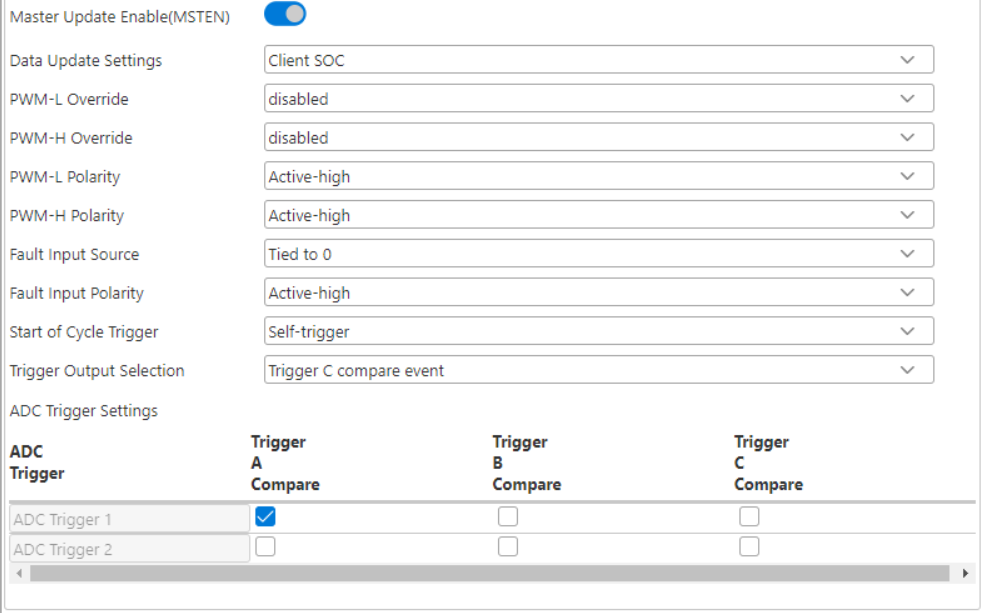 Master Update Enable(MSTEN)
Data Update Settings Client SOC
PWM-L Override disabled
PWM-H Override disabled
PWM-L Polarity Active-high
PWM-H Polarity Active-high
Fault Input Source Tied to 0
Fault Input Polarity Active-high
Start of Cycle Trigger Self-trigger
Trigger Output Selection Trigger C compare event
ADC Trigger Settings
ADC
Trigger
Trigger
A
Compare
Trigger
B
Compare
Trigger
C
Compare
ADC Trigger 1
ADC Trigger 2